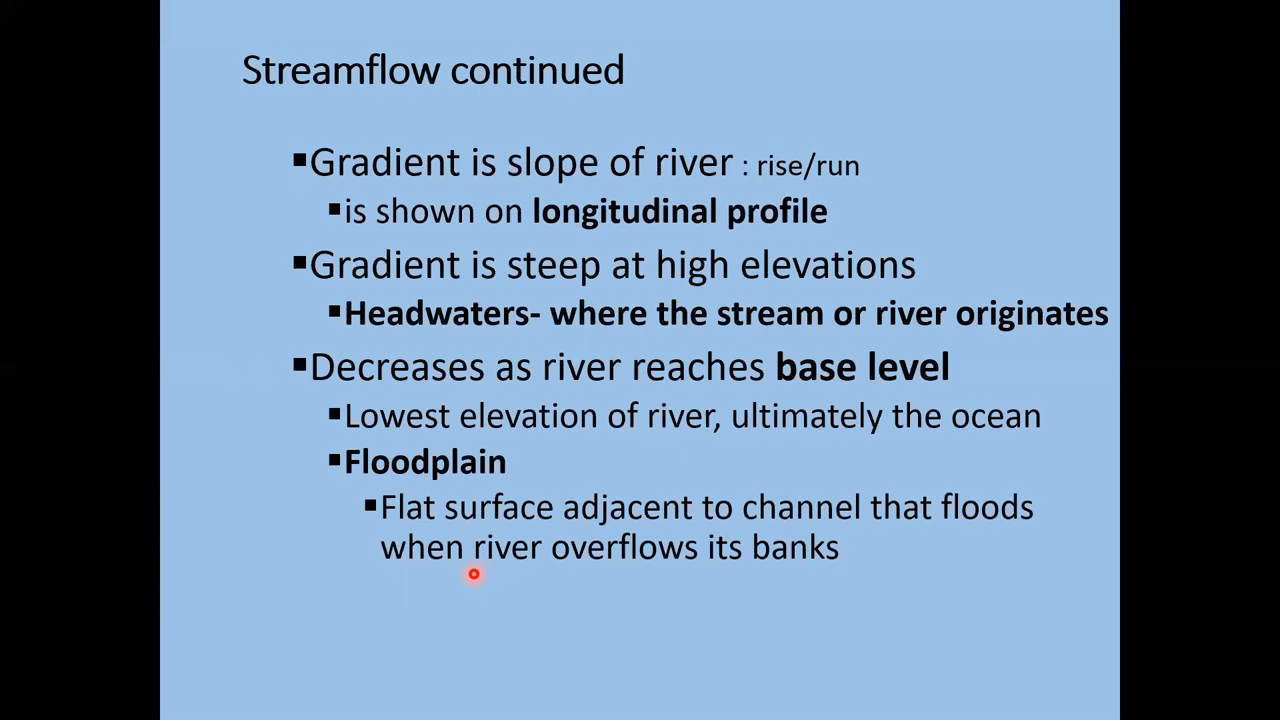 Streamflow continued
▪Gradient is slope of river : rise/run
▪is shown on longitudinal profile
▪Gradient is steep at high elevations
▪Headwaters- where the stream or river originates
▪Decreases as river reaches base level
▪Lowest elevation of river, ultimately the ocean
▪Floodplain
▪Flat surface adjacent to channel that floods
when river overflows its banks